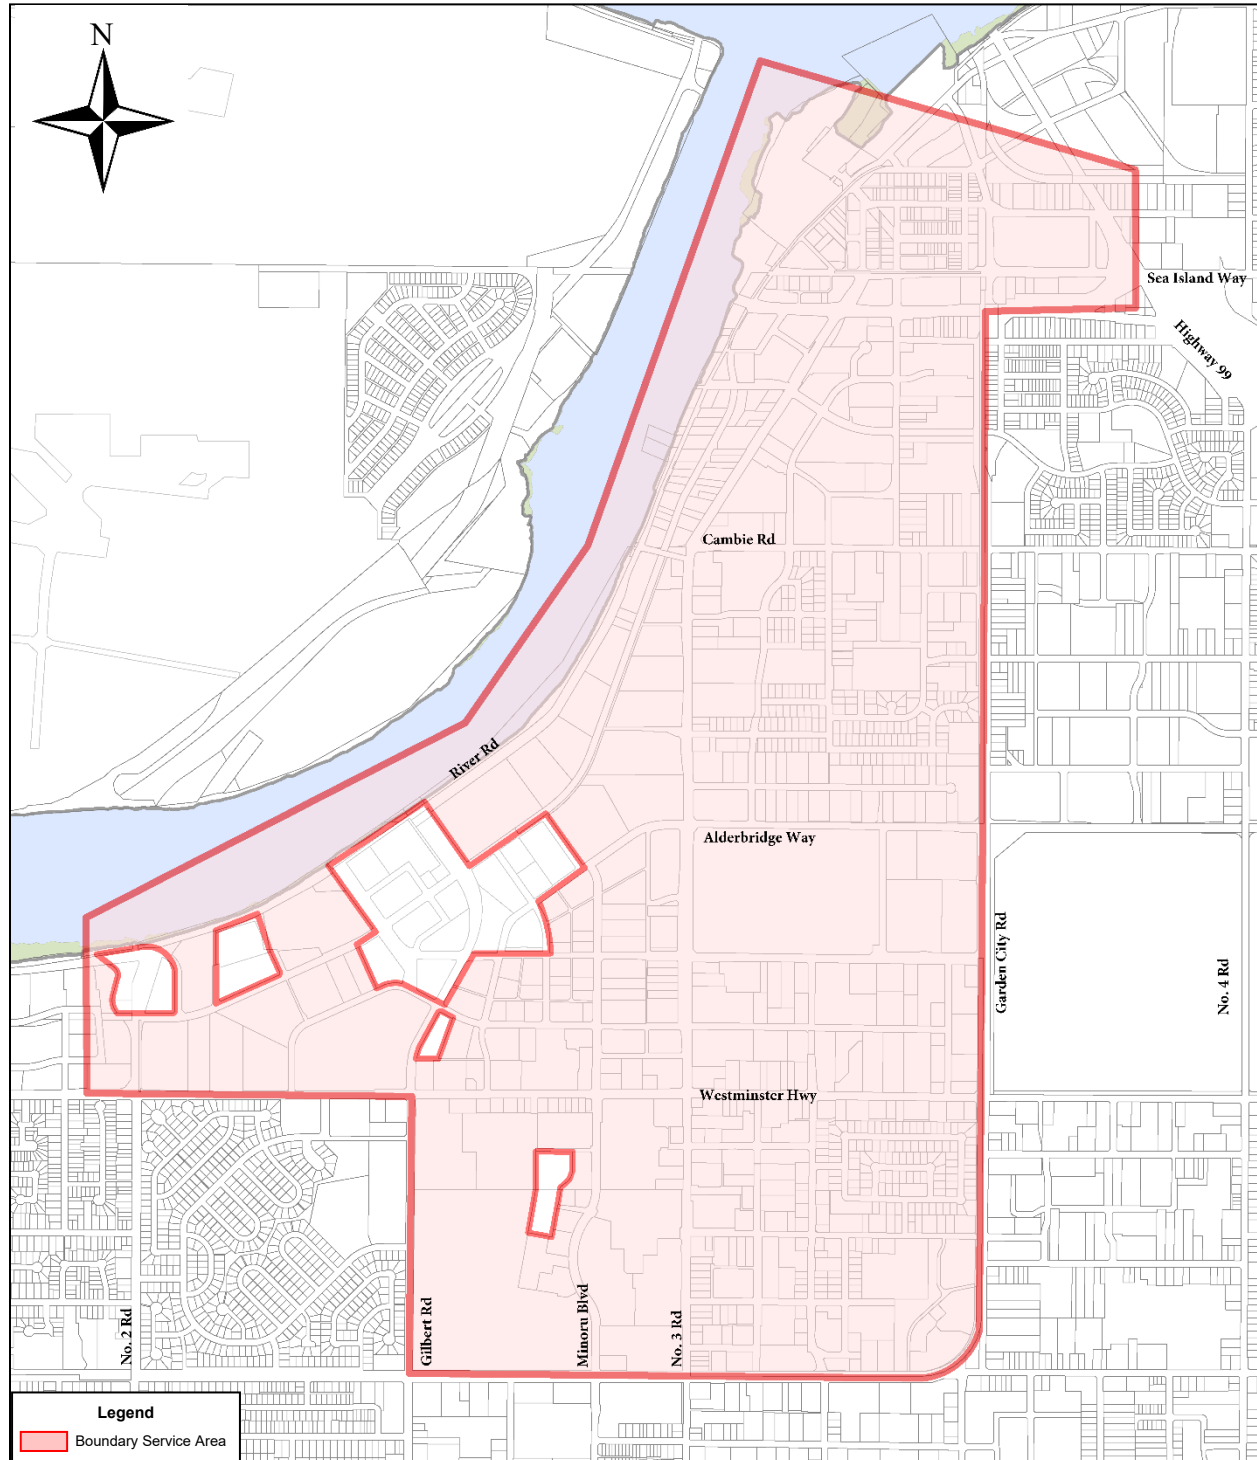 N
Sea Island Way
Highway 99
Cambie Rd
River Rd
Alderbridge Way
Garden City Rd
No. 4 Rd
Westminster Hwy
No. 2 Rd
Gilbert Rd
Minoru Blvd
No. 3 Rd
Legend
Boundary Service Area